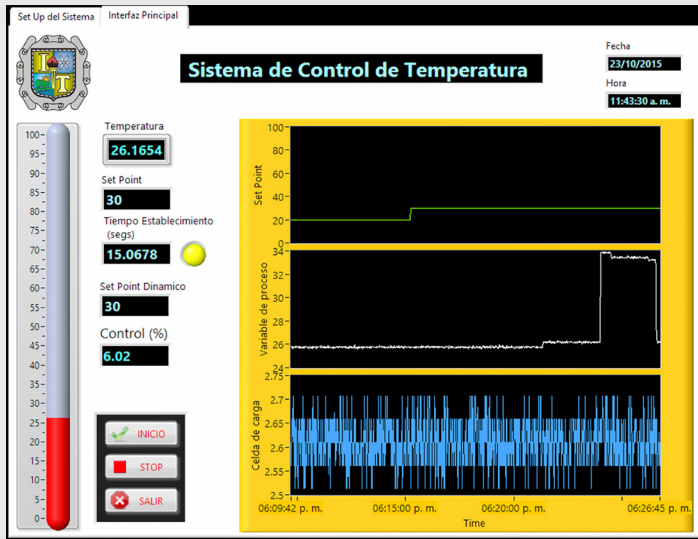 Set Up del Sistema
Interfaz Principal
I T
Sistema de Control de Temperatura
Fecha
23/10/2015
Hora
11:43:30 a. m.
100
95
90
85
80
75
70
65
60
55
50
45
40
35
30
25
20
15
10
5
0
Temperatura
26.1654
Set Point
30
Tiempo Establecimiento
(segs)
15.0678
Set Point Dinamico
30
Control (%)
6.02
INICIO
STOP
SALIR
Set Point
100
80
60
40
20
0
Variable de proceso
34
32
30
28
26
24
Celda de carga
2.75
2.7
2.65
2.6
2.55
2.5
06:09:42 p. m.
06:15:00 p. m.
06:20:00 p. m.
06:26:45 p. m.
Time